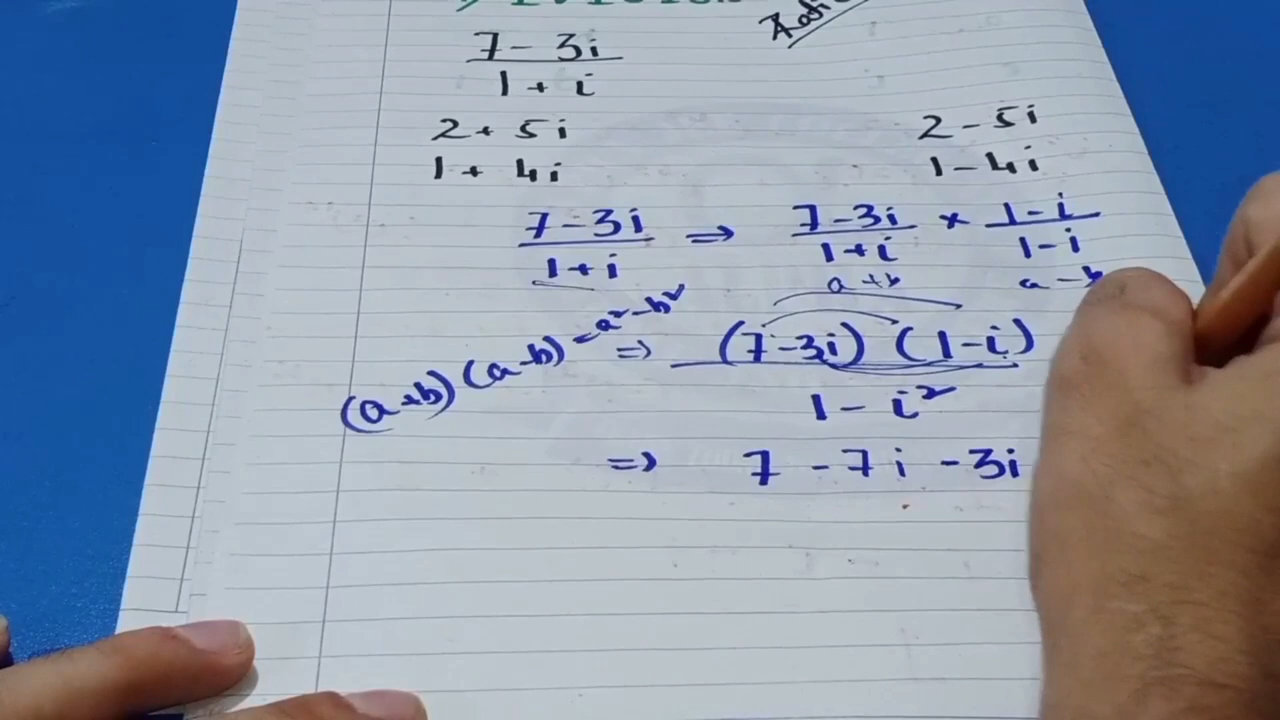 7 - 3i
1 + i
2 + 5i 2 - 5i
1 + 4i 1 - 4i
7 - 3i ⇒ 7 - 3i × 1 - i
1 + i 1 + i 1 - i
a + b a - b
(a+b)(a-b) = a² - b² ⇒ (7 - 3i) (1 - i)
1 - i²
⇒ 7 - 7i - 3i